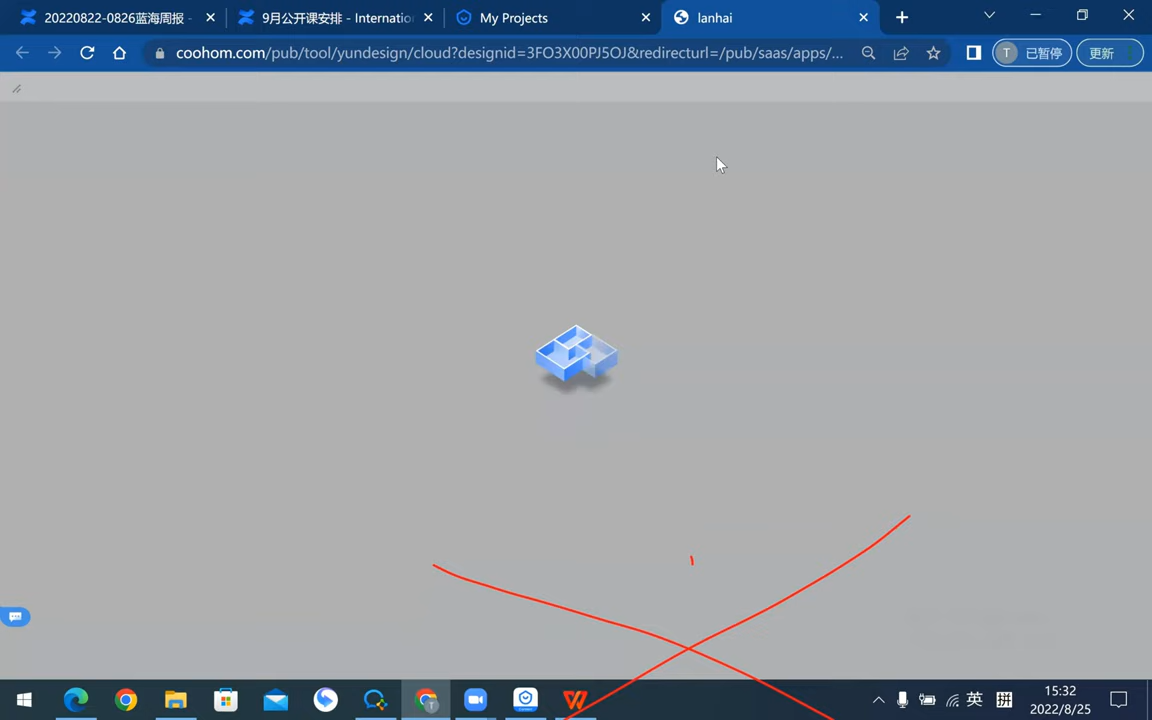 20220822-0826蓝海周报 -
9月公开课安排 - Internatio
My Projects
lanhai
coohom.com/pub/tool/yundesign/cloud?designid=3FO3X00PJ5OJ&redirecturl=/pub/saas/apps/...
T
已暂停
更新
T
英
拼
15:32
2022/8/25